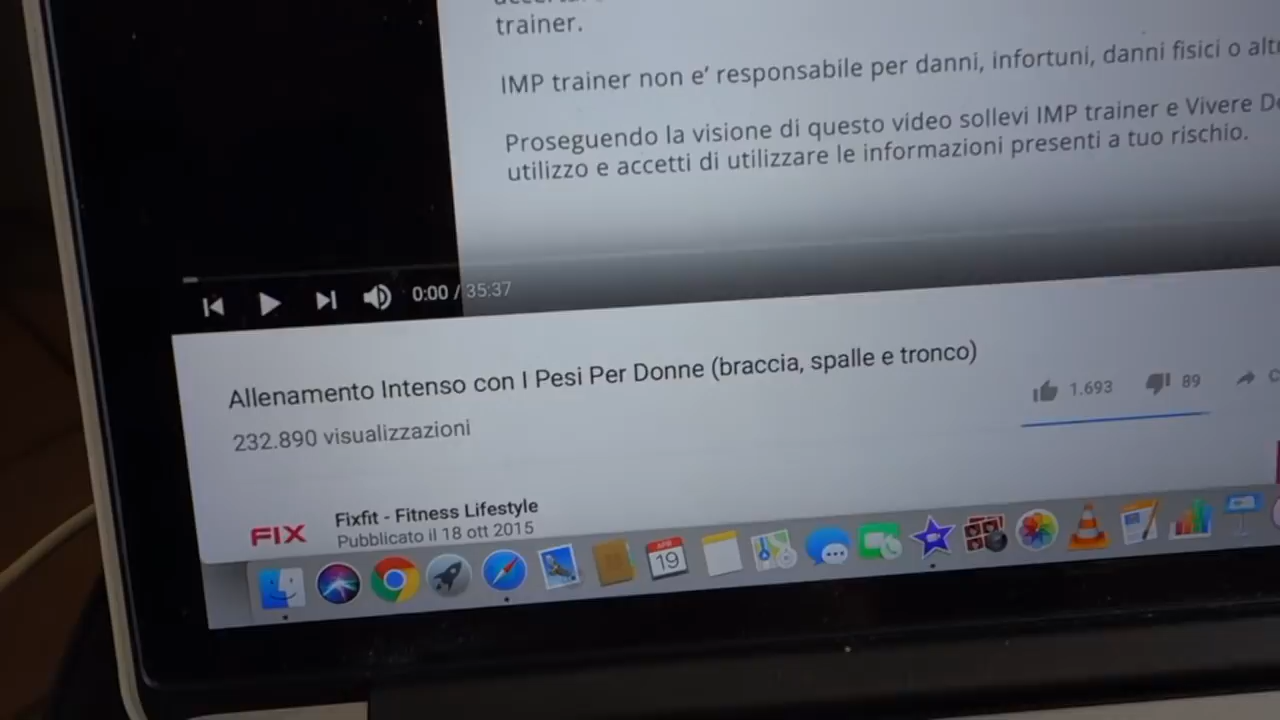 trainer.
IMP trainer non e’ responsabile per danni, infortuni, danni fisici o
Proseguendo la visione di questo video sollevi IMP trainer e Vivere
utilizzo e accetti di utilizzare le informazioni presenti a tuo rischio.
0:00 / 35:37
Allenamento Intenso con I Pesi Per Donne (braccia, spalle e tronco)
1.693 89
232.890 visualizzazioni
FIX
Fixfit - Fitness Lifestyle
Pubblicato il 18 ott 2015
APR
19